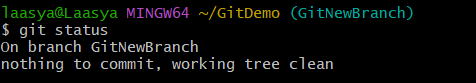 laasya@Laasya MINGW64 ~/GitDemo (GitNewBranch)
$ git status
On branch GitNewBranch
nothing to commit, working tree clean